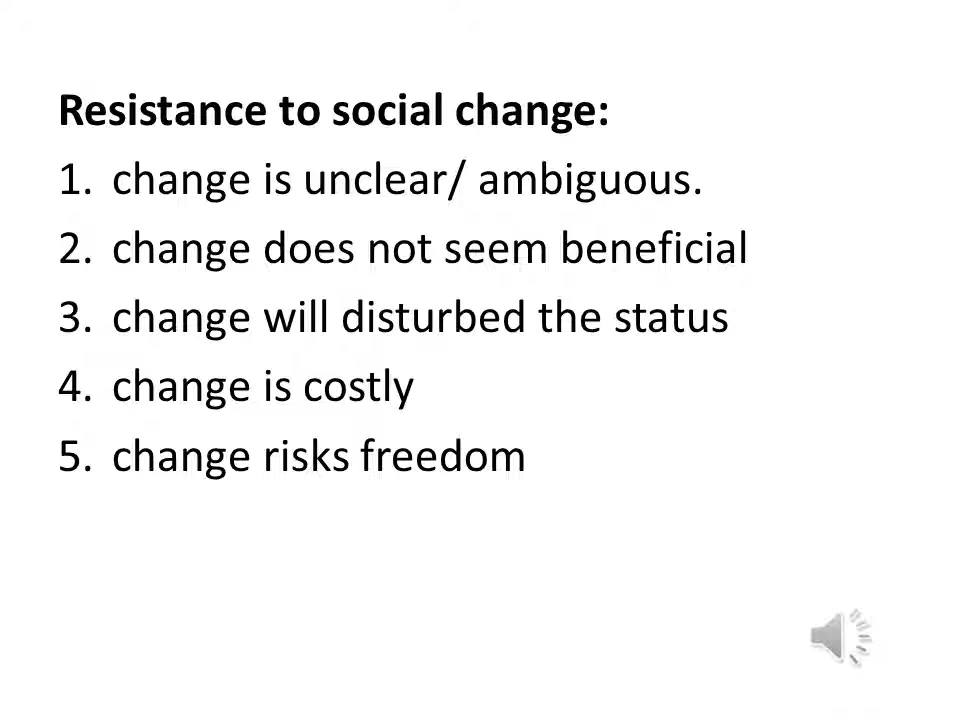 Resistance to social change:
1. change is unclear/ ambiguous.
2. change does not seem beneficial
3. change will disturbed the status
4. change is costly
5. change risks freedom